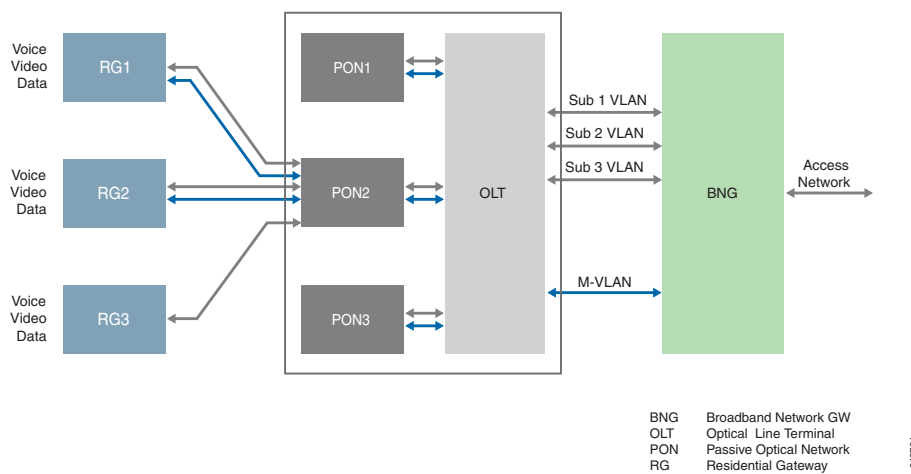 Voice
Video
Data
RG1
Voice
Video
Data
RG2
Voice
Video
Data
RG3
PON1
PON2
PON3
OLT
Sub 1 VLAN
Sub 2 VLAN
Sub 3 VLAN
M-VLAN
BNG
Access
Network
BNG Broadband Network GW
OLT Optical Line Terminal
PON Passive Optical Network
RG Residential Gateway